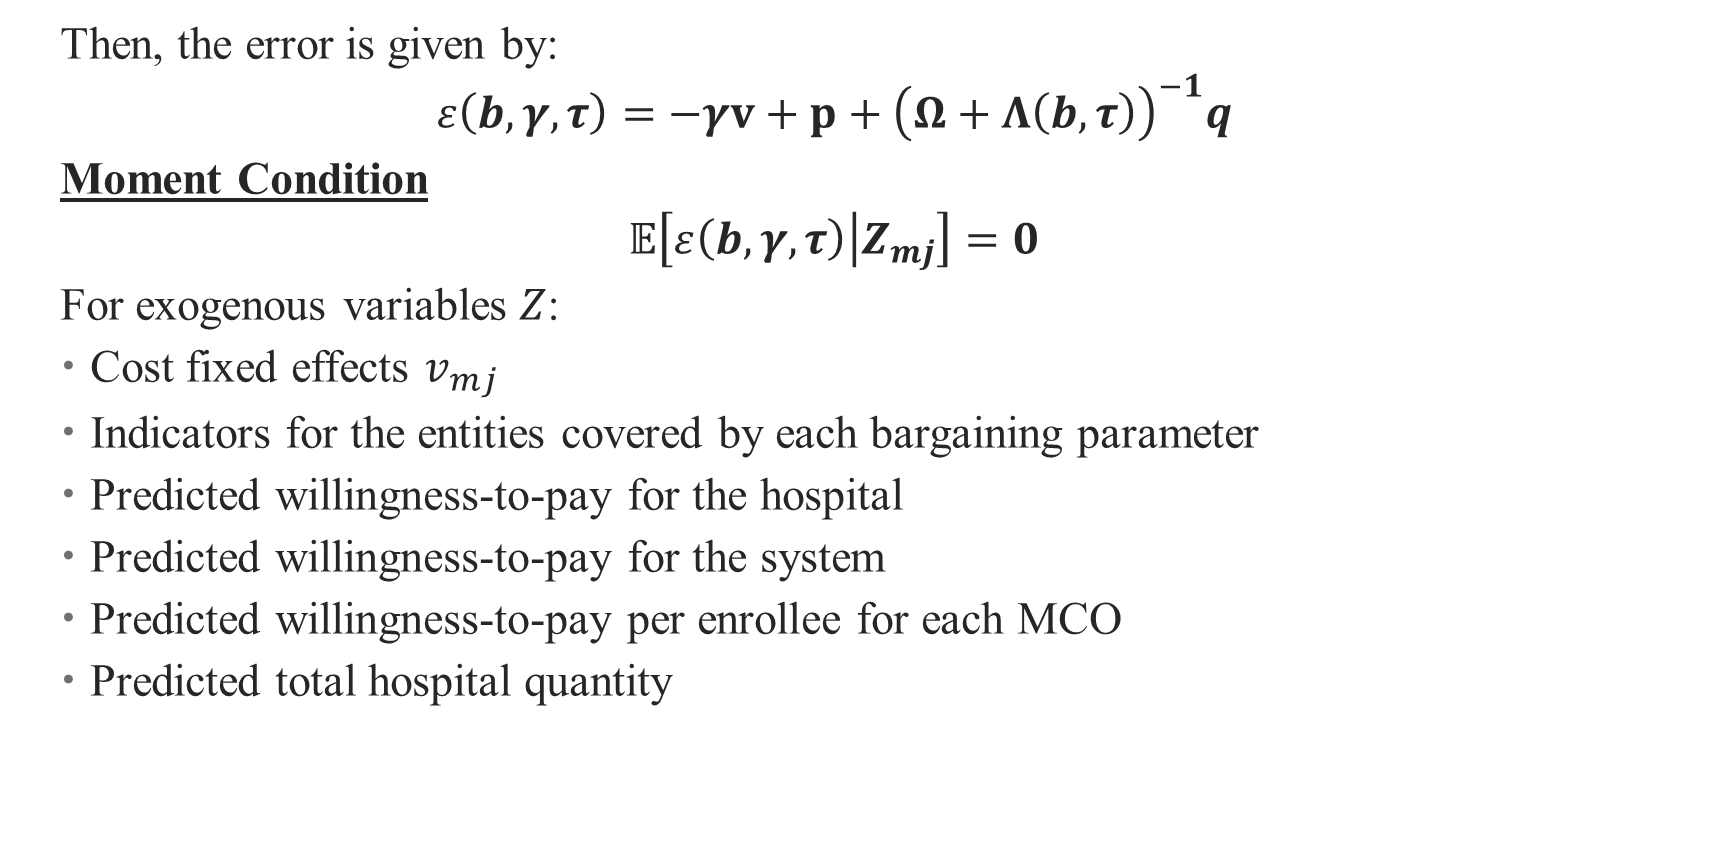 Then, the error is given by:
ε(b, γ, τ) = −γv + p + (Ω + Λ(b, τ))⁻¹q
Moment Condition
𝔼[ε(b, γ, τ)|Z_mj] = 0
For exogenous variables Z:
• Cost fixed effects v_mj
• Indicators for the entities covered by each bargaining parameter
• Predicted willingness-to-pay for the hospital
• Predicted willingness-to-pay for the system
• Predicted willingness-to-pay per enrollee for each MCO
• Predicted total hospital quantity